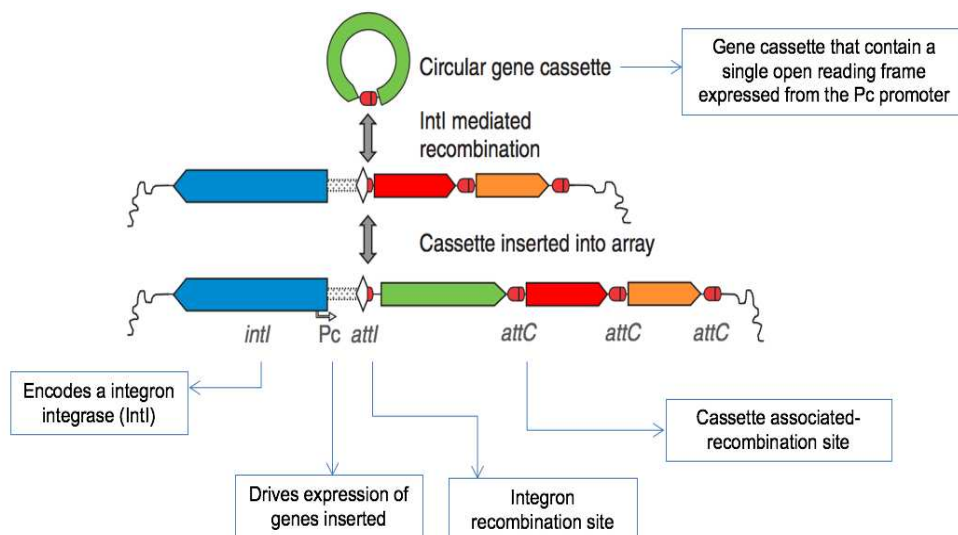 Circular gene cassette
Gene cassette that contain a
single open reading frame
expressed from the Pc promoter
IntI mediated
recombination
Cassette inserted into array
intI
Pc
attI
attC
attC
attC
Encodes a integron
integrase (IntI)
Cassette associated-
recombination site
Drives expression of
genes inserted
Integron
recombination site